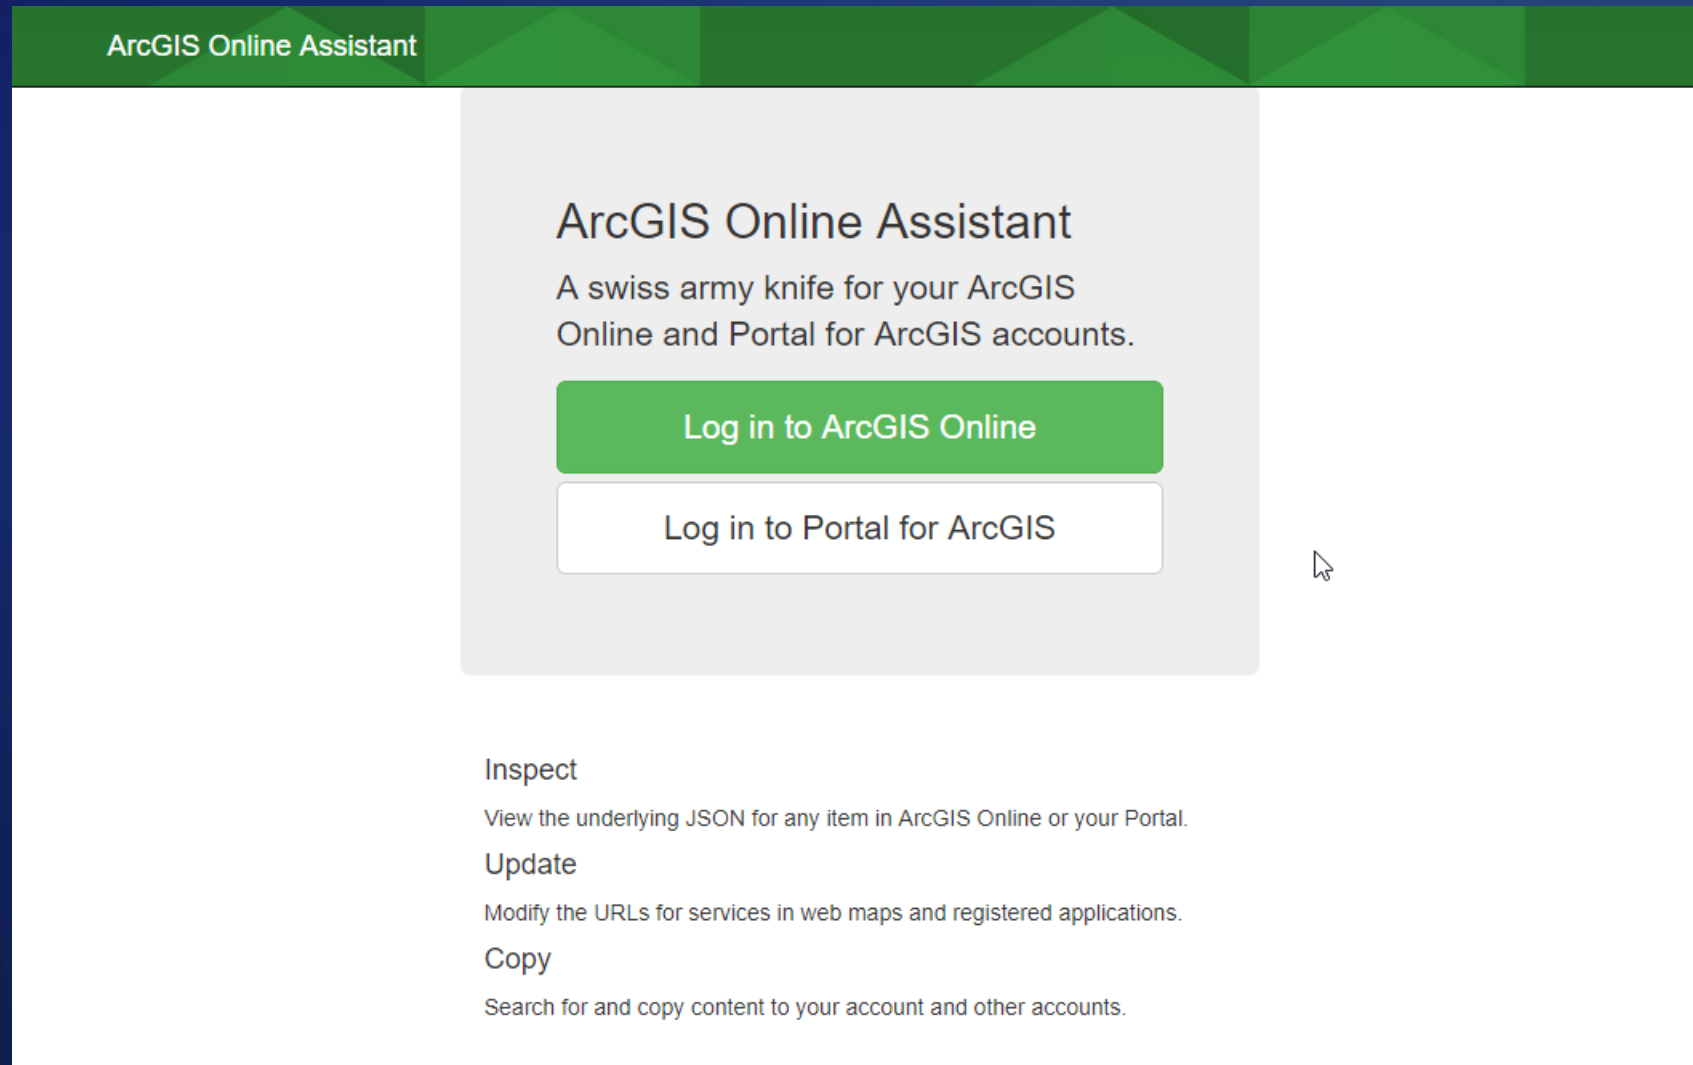 ArcGIS Online Assistant
ArcGIS Online Assistant
A swiss army knife for your ArcGIS
Online and Portal for ArcGIS accounts.
Log in to ArcGIS Online
Log in to Portal for ArcGIS
Inspect
View the underlying JSON for any item in ArcGIS Online or your Portal.
Update
Modify the URLs for services in web maps and registered applications.
Copy
Search for and copy content to your account and other accounts.